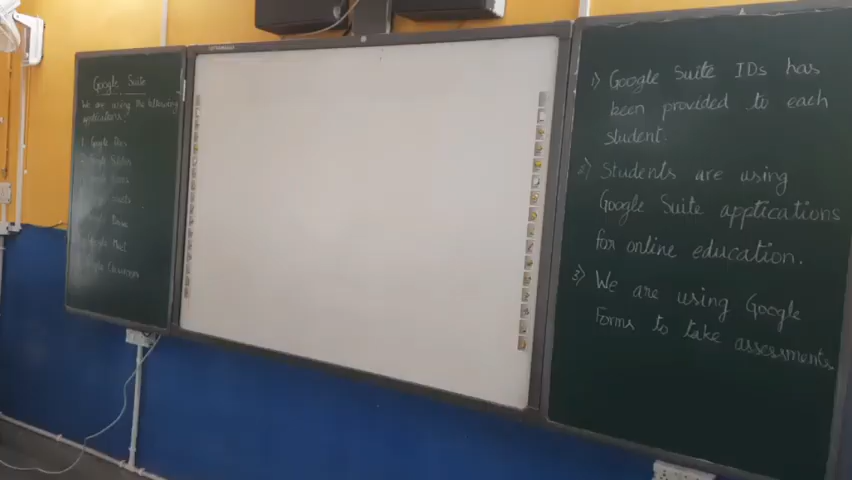 Google Suite
We are using the following
applications:
1. Google Docs
Google Slides
Google
Google Meet
Google Classroom
1) Google Suite IDs has
been provided to each
student.
2) Students are using
Google Suite applications
for online education.
3) We are using Google
Forms to take assessments.